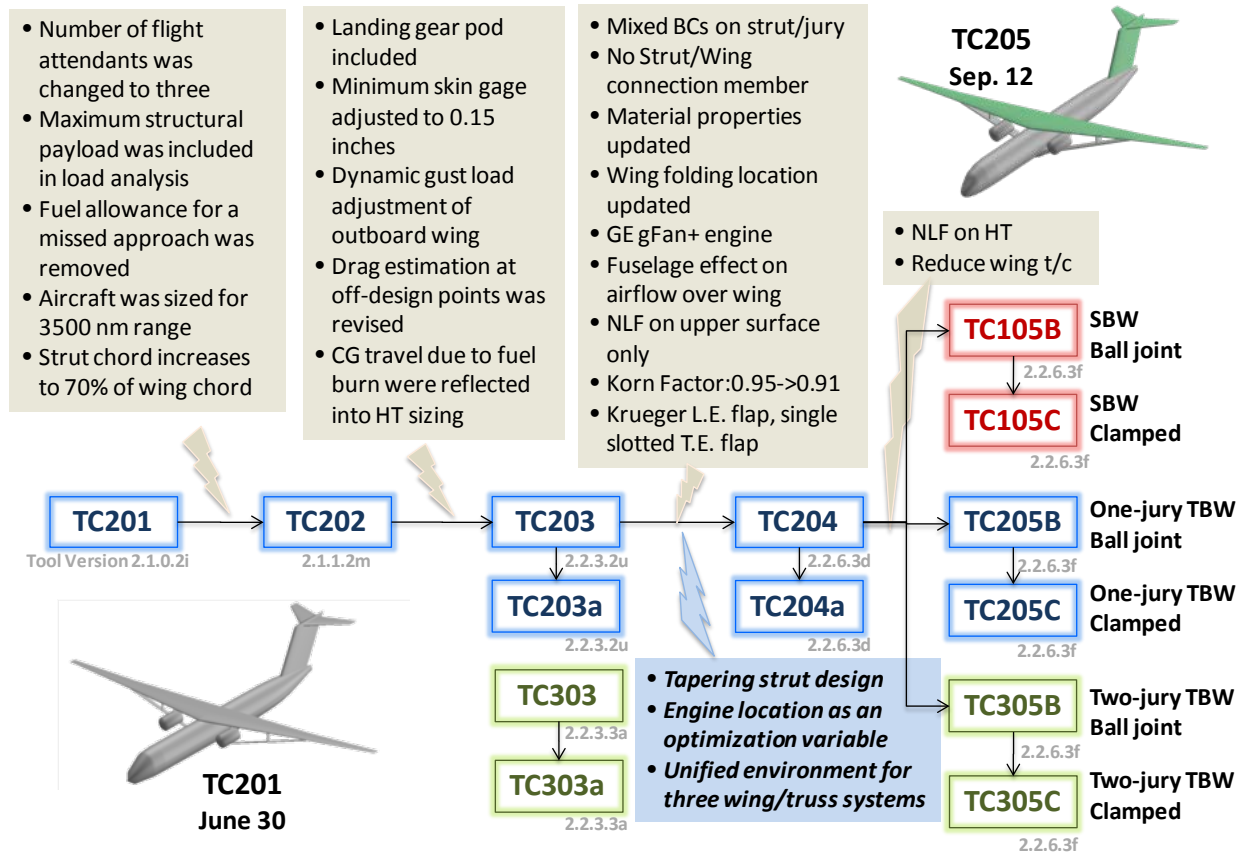 • Number of flight
attendants was
changed to three
• Maximum structural
payload was included
in load analysis
• Fuel allowance for a
missed approach was
removed
• Aircraft was sized for
3500 nm range
• Strut chord increases
to 70% of wing chord
• Landing gear pod
included
• Minimum skin gage
adjusted to 0.15
inches
• Dynamic gust load
adjustment of
outboard wing
• Drag estimation at
off-design points was
revised
• CG travel due to fuel
burn were reflected
into HT sizing
• Mixed BCs on strut/jury
• No Strut/Wing
connection member
• Material properties
updated
• Wing folding location
updated
• GE gFan+ engine
• Fuselage effect on
airflow over wing
• NLF on upper surface
only
• Korn Factor:0.95->0.91
• Krueger L.E. flap, single
slotted T.E. flap
TC205
Sep. 12
• NLF on HT
• Reduce wing t/c
TC105B
SBW
Ball joint
2.2.6.3f
TC105C
SBW
Clamped
2.2.6.3f
TC201
Tool Version 2.1.0.2i
TC202
2.1.1.2m
TC203
2.2.3.2u
TC204
2.2.6.3d
TC205B
One-jury TBW
Ball joint
2.2.6.3f
TC203a
2.2.3.2u
TC204a
2.2.6.3d
TC205C
One-jury TBW
Clamped
2.2.6.3f
TC303
2.2.3.3a
TC303a
2.2.3.3a
• Tapering strut design
• Engine location as an
optimization variable
• Unified environment for
three wing/truss systems
TC305B
Two-jury TBW
Ball joint
2.2.6.3f
TC305C
Two-jury TBW
Clamped
2.2.6.3f
TC201
June 30